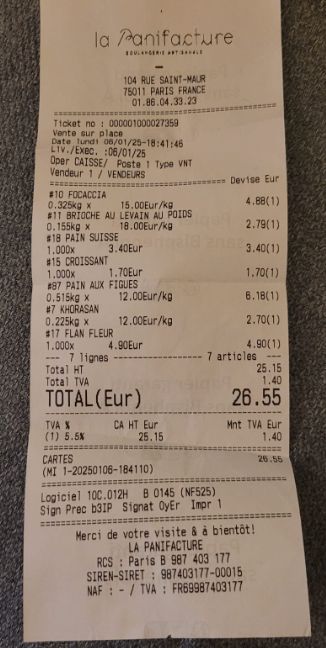 la Panifacture
BOULANGERIE ARTISANALE
104 RUE SAINT-MAUR
75011 PARIS FRANCE
01.86.04.33.23
Ticket no : 000001000027359
Vente sur place
Date lundi 06/01/25-18:41:46
Liv./Exec. :06/01/25
Oper CAISSE/ Poste 1 Type VNT
Vendeur 1 / VENDEURS
Devise Eur
#10 FOCACCIA
0.325kg x 15.00Eur/kg 4.88(1)
#11 BRIOCHE AU LEVAIN AU POIDS
0.155kg x 18.00Eur/kg 2.79(1)
#18 PAIN SUISSE
1.000x 3.40Eur 3.40(1)
#15 CROISSANT
1.000x 1.70Eur 1.70(1)
#87 PAIN AUX FIGUES
0.515kg x 12.00Eur/kg 6.18(1)
#7 KHORASAN
0.225kg x 12.00Eur/kg 2.70(1)
#17 FLAN FLEUR
1.000x 4.90Eur 4.90(1)
--- 7 lignes --- 7 articles ---
Total HT 25.15
Total TVA 1.40
TOTAL(Eur) 26.55
TVA % CA HT Eur Mnt TVA Eur
(1) 5.5% 25.15 1.40
CARTES 26.55
(MI 1-20250106-184110)
Logiciel 10C.012H B 0145 (NF525)
Sign Prec b3IP Signat OyEr Impr 1
Merci de votre visite & à bientôt!
LA PANIFACTURE
RCS : Paris B 987 403 177
SIREN-SIRET : 987403177-00015
NAF : - / TVA : FR69987403177